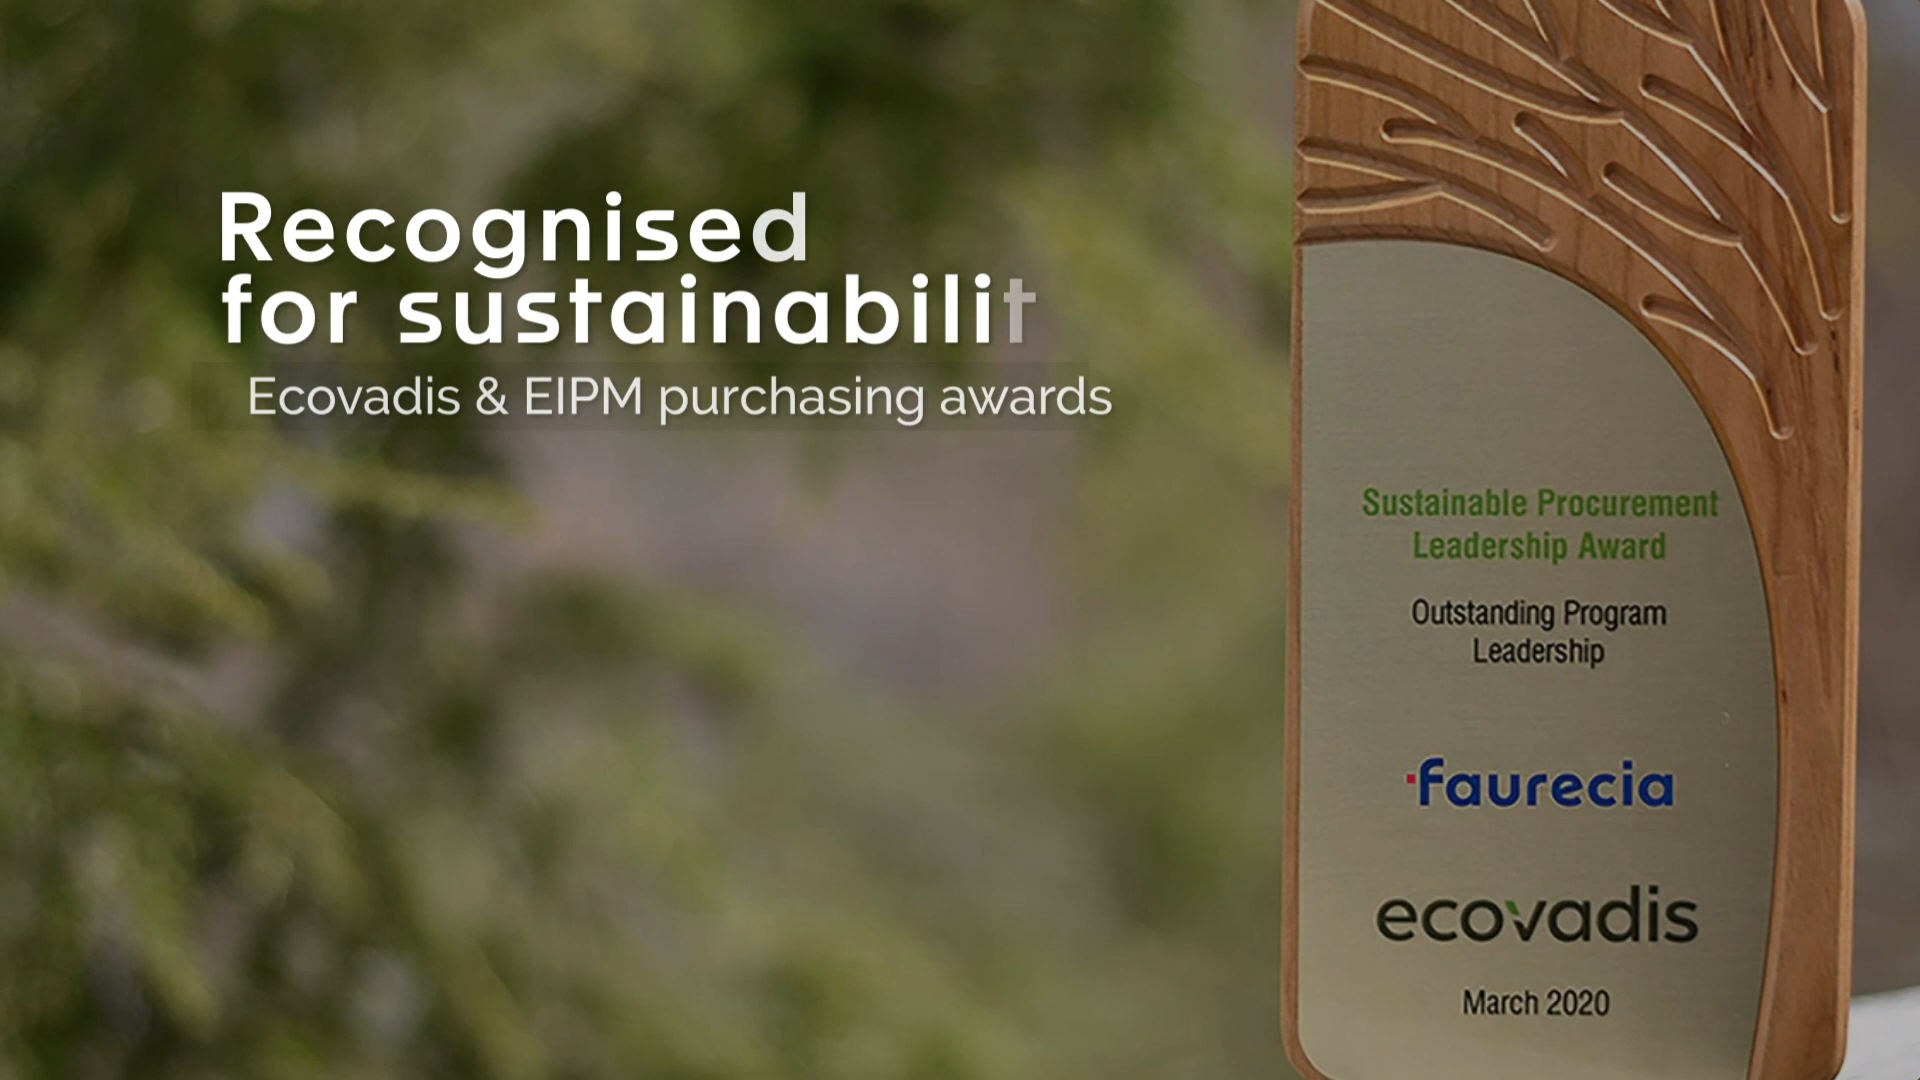 Recognised
for sustainabilit
Ecovadis & EIPM purchasing awards
Sustainable Procurement
Leadership Award
Outstanding Program
Leadership
faurecia
ecovadis
March 2020